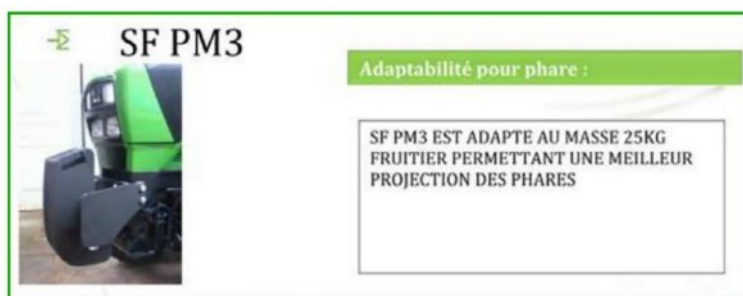 SF PM3
Adaptabilité pour phare :
SF PM3 EST ADAPTE AU MASSE 25KG
FRUITIER PERMETTANT UNE MEILLEUR
PROJECTION DES PHARES